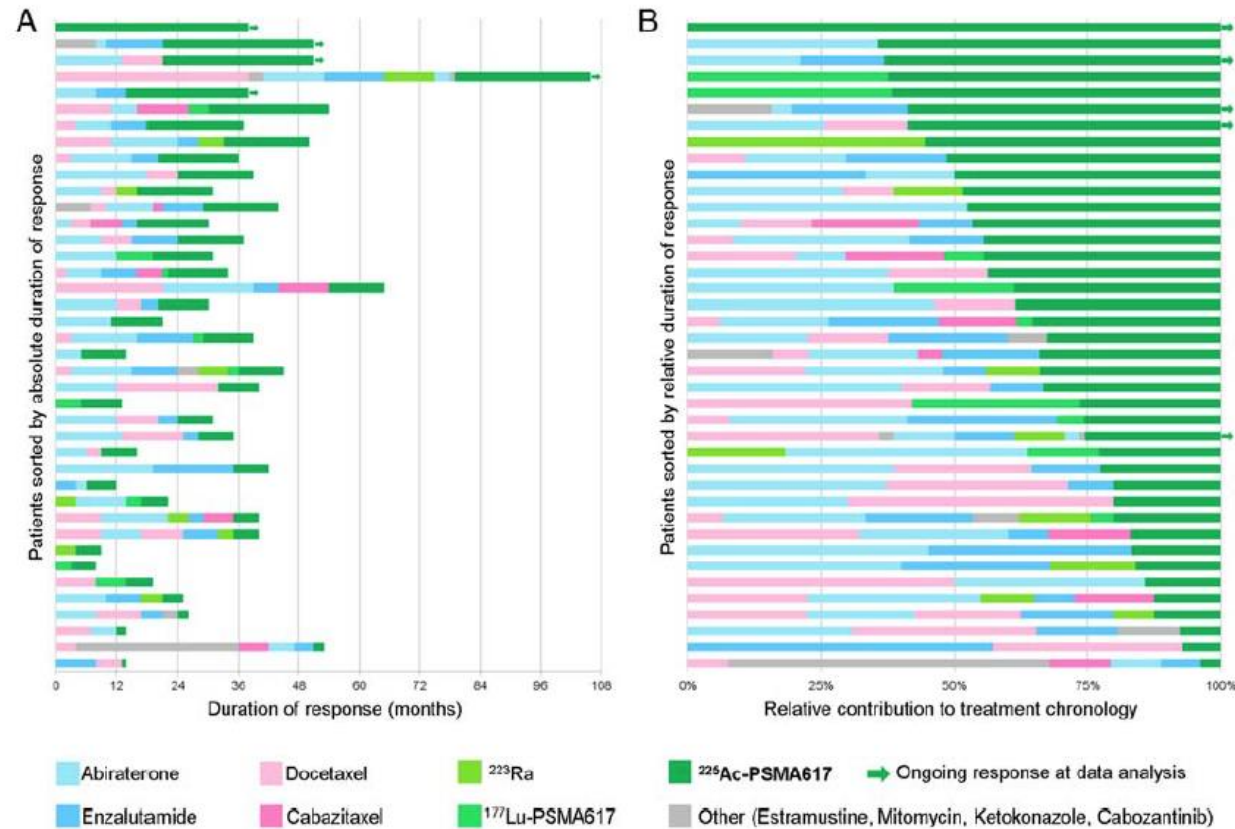 A
B
Patients sorted by absolute duration of response
0 12 24 36 48 60 72 84 96 108
Duration of response (months)
Patients sorted by relative duration of response
0% 25% 50% 75% 100%
Relative contribution to treatment chronology
Abiraterone
Docetaxel
²²³Ra
²²⁵Ac-PSMA617
Ongoing response at data analysis
Enzalutamide
Cabazitaxel
¹⁷⁷Lu-PSMA617
Other (Estramustine, Mitomycin, Ketokonazole, Cabozantinib)